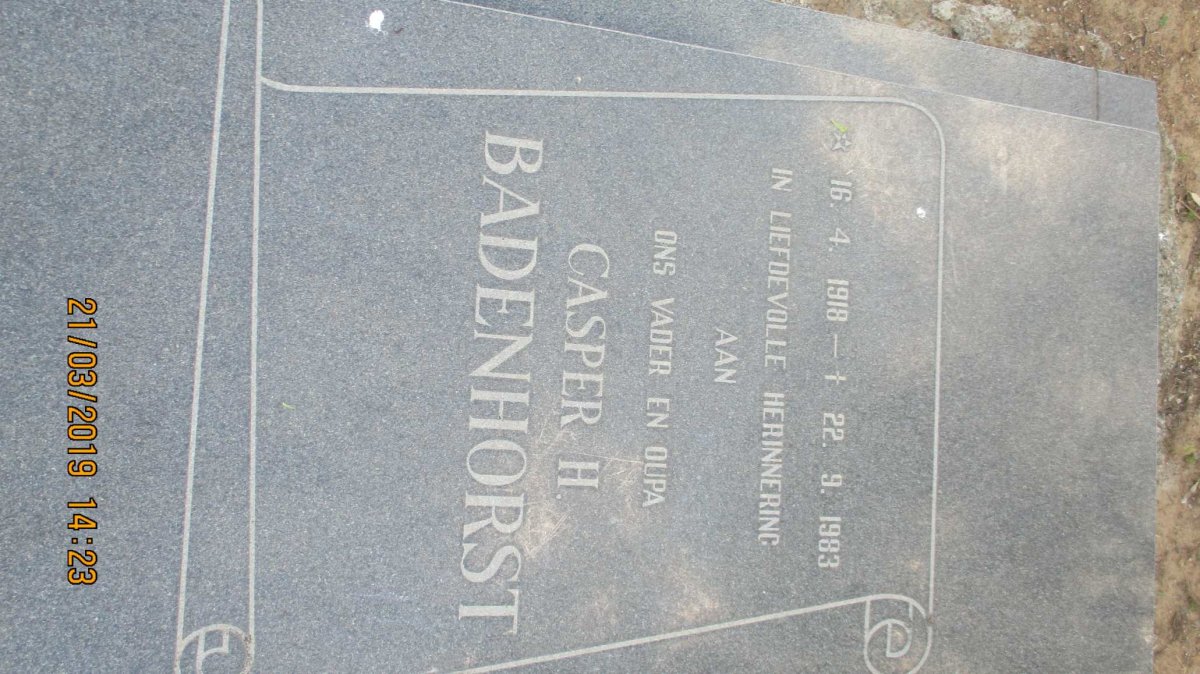 ☆ 16. 4. 1918 — † 22. 9. 1983
IN LIEFDEVOLLE HERINNERING
AAN
ONS VADER EN OUPA
CASPER H.
BADENHORST
21/03/2019 14:23